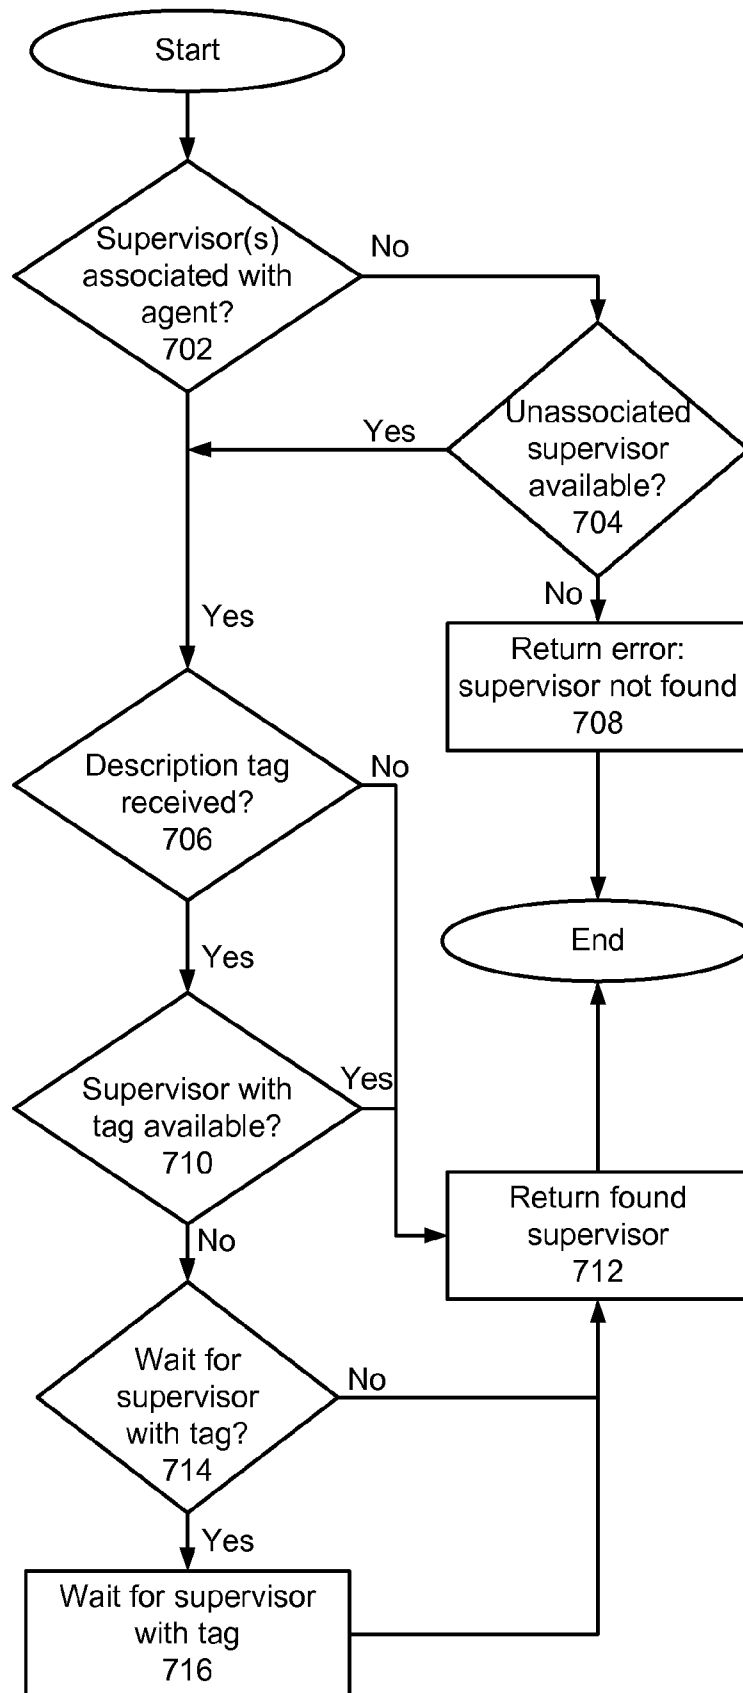 Start
Supervisor(s)
associated with
agent?
702
No
Unassociated
supervisor
available?
704
Yes
No
Yes
Return error:
supervisor not found
708
Description tag
received?
706
No
Yes
End
Supervisor with
tag available?
710
Yes
No
Return found
supervisor
712
Wait for
supervisor
with tag?
714
No
Yes
Wait for supervisor
with tag
716